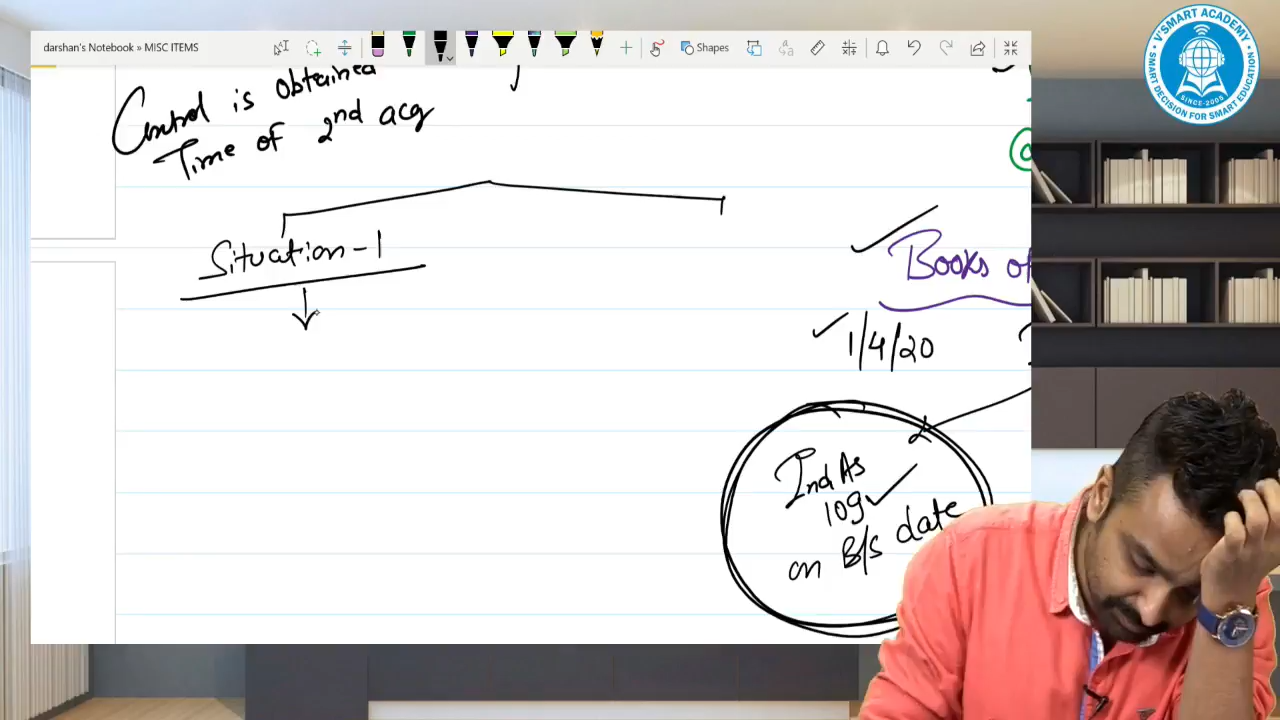 darshan's Notebook » MISC ITEMS
Shapes
V'SMART ACADEMY
SMART DECISION FOR SMART EDUCATION
SINCE-2005
Control is obtained
Time of 2nd acq
Situation-1
Books of
1/4/20
Ind As
109
on B/S date